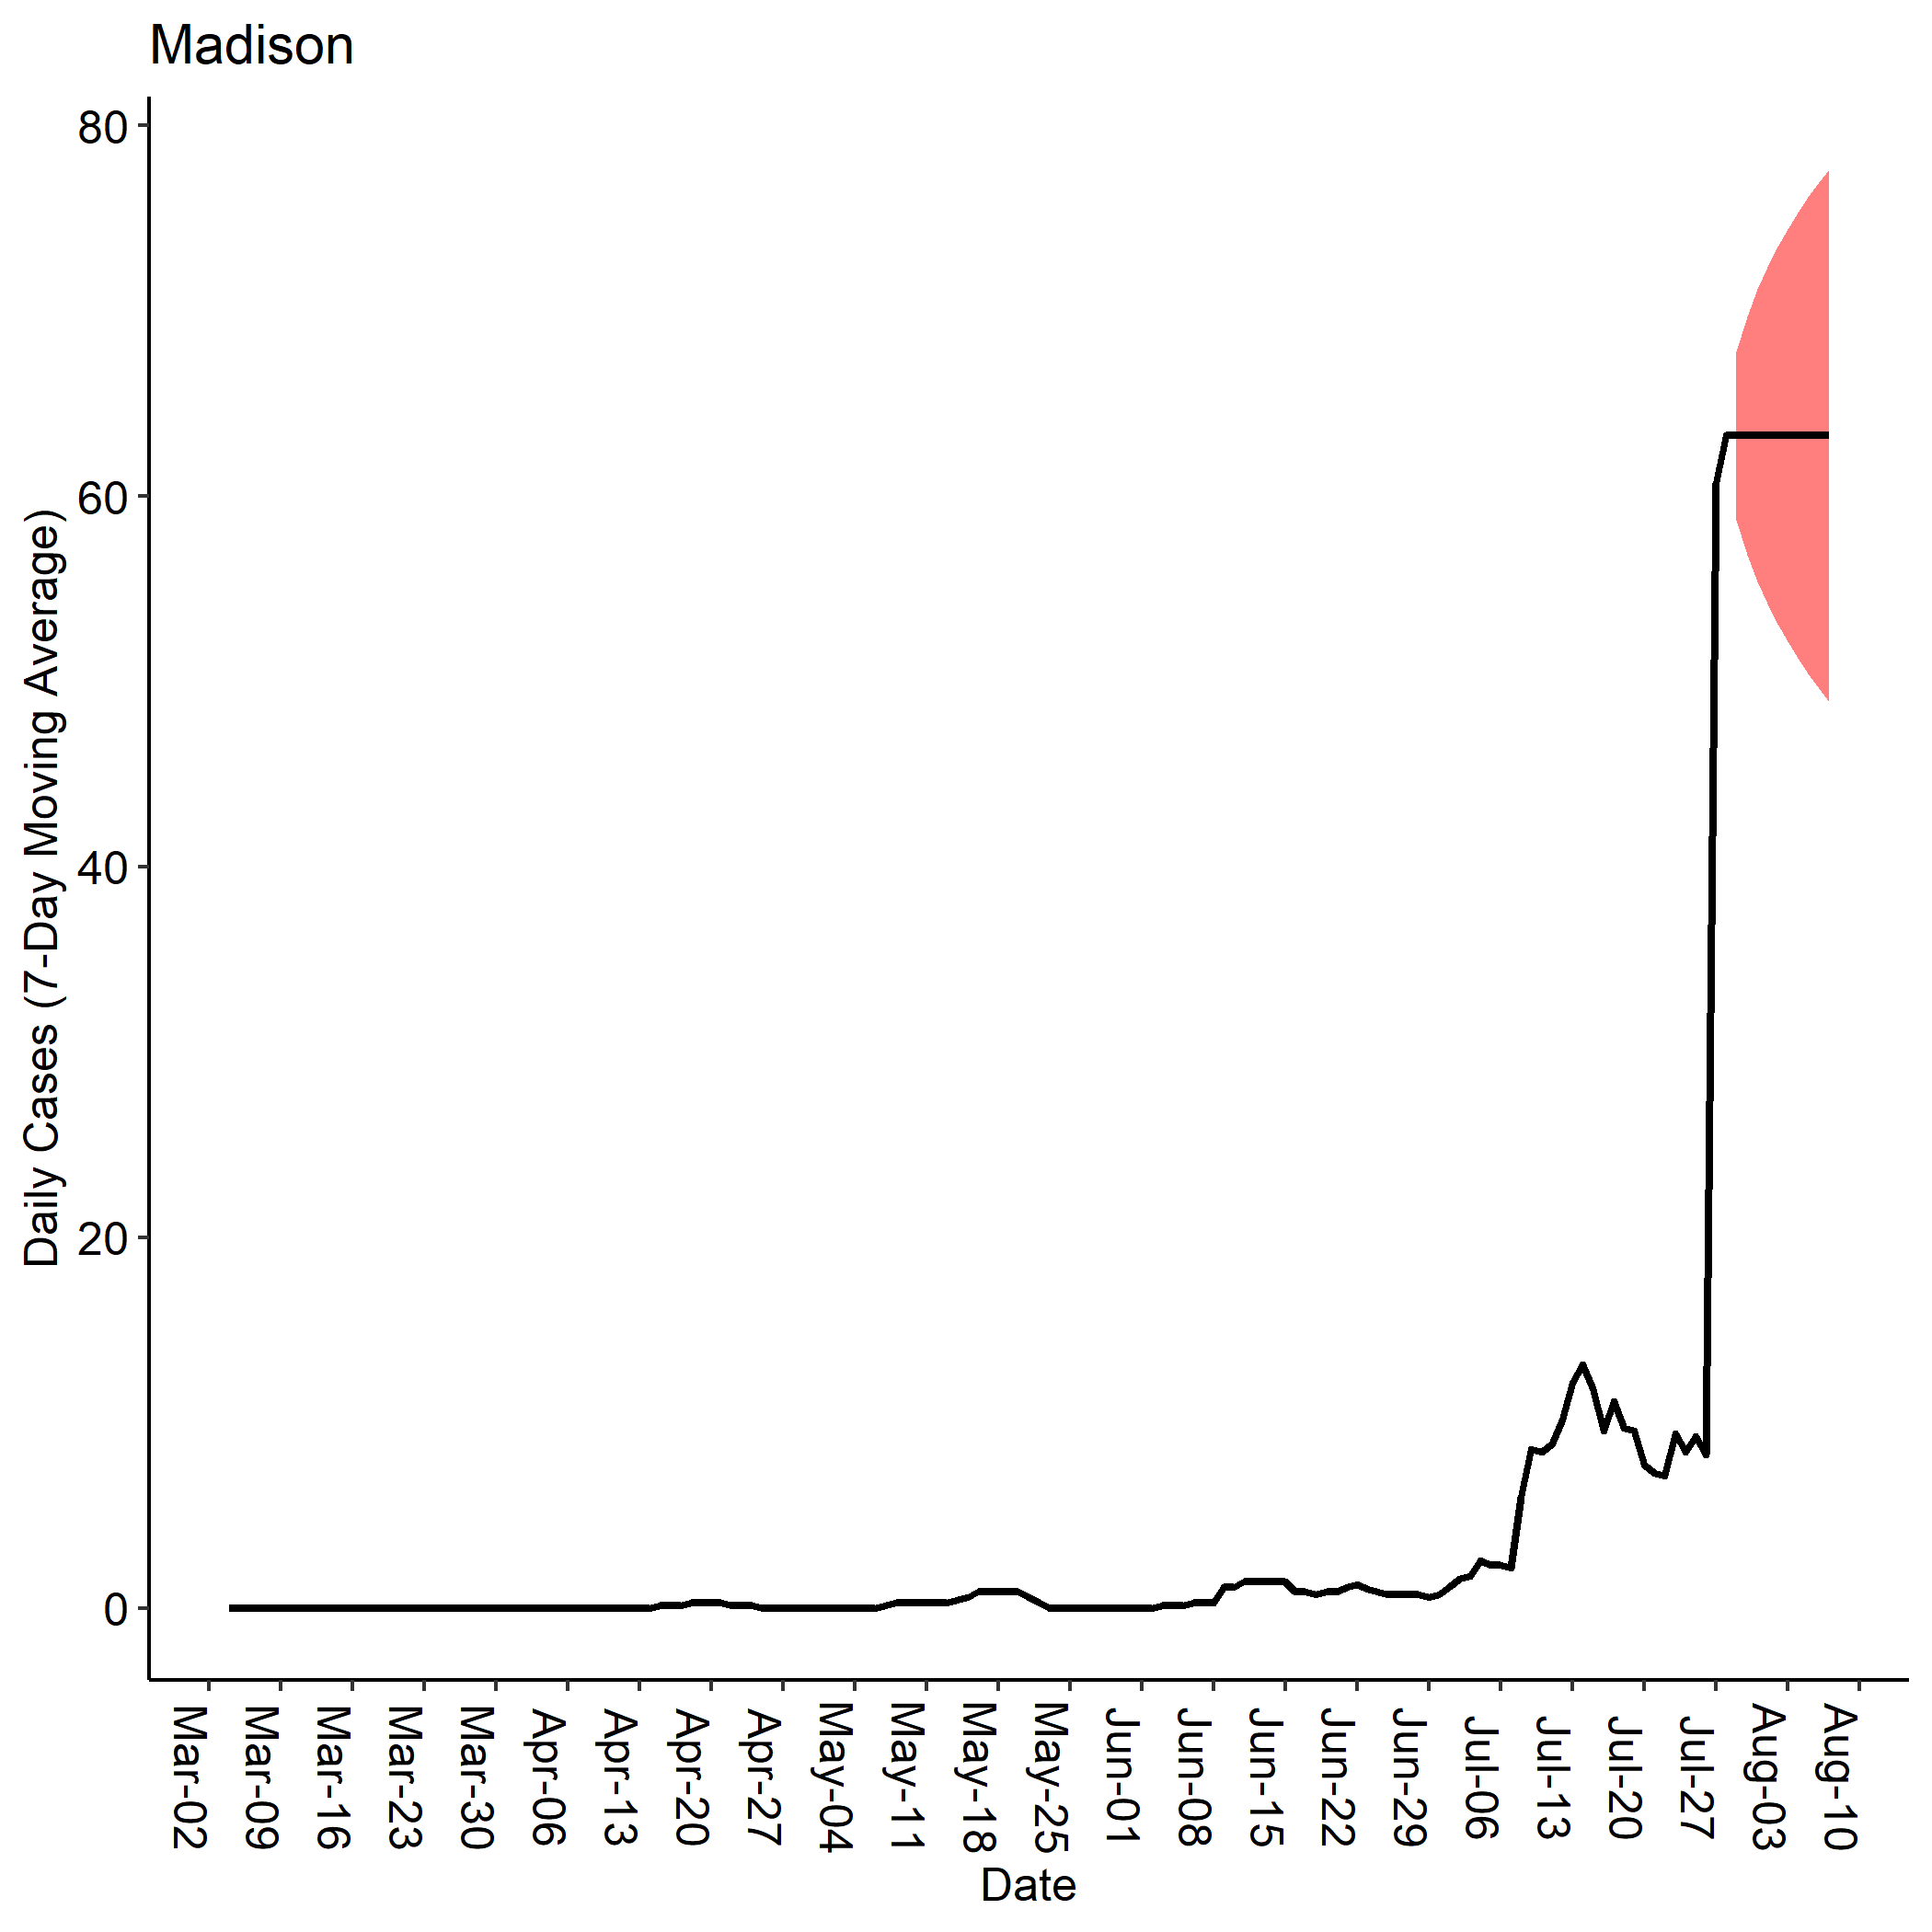 Madison
80
60
40
20
0
Daily Cases (7-Day Moving Average)
Mar-02
Mar-09
Mar-16
Mar-23
Mar-30
Apr-06
Apr-13
Apr-20
Apr-27
May-04
May-11
May-18
May-25
Jun-01
Jun-08
Jun-15
Jun-22
Jun-29
Jul-06
Jul-13
Jul-20
Jul-27
Aug-03
Aug-10
Date